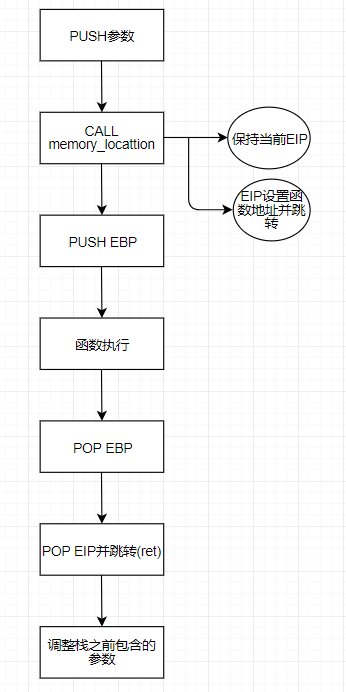 PUSH参数
CALL
memory_locattion
保持当前EIP
EIP设置函
数地址并跳
转
PUSH EBP
函数执行
POP EBP
POP EIP并跳转(ret)
调整栈之前包含的
参数